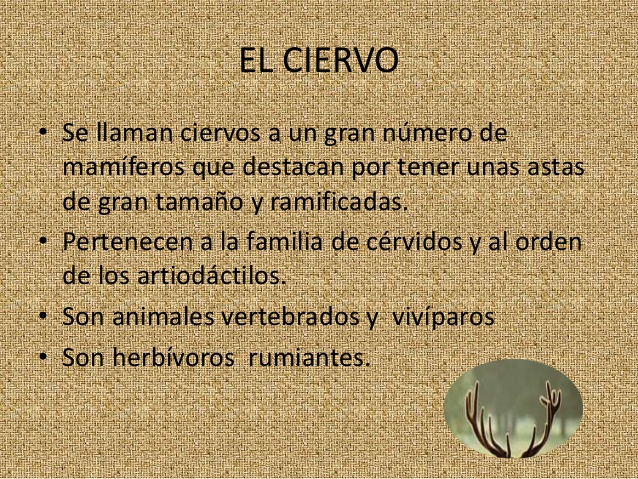 EL CIERVO
• Se llaman ciervos a un gran número de
mamíferos que destacan por tener unas astas
de gran tamaño y ramificadas.
• Pertenecen a la familia de cérvidos y al orden
de los artiodáctilos.
• Son animales vertebrados y  vivíparos
• Son herbívoros  rumiantes.